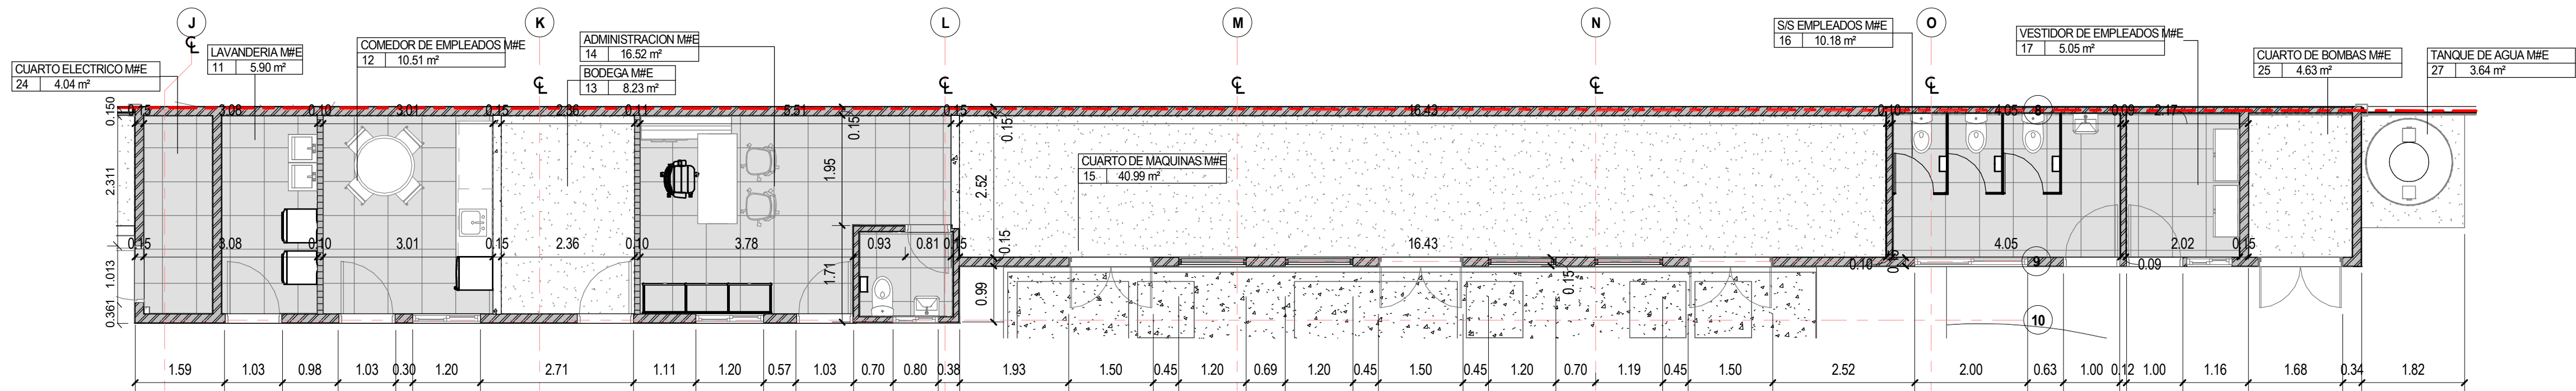 J
K
L
M
N
O
CUARTO ELECTRICO M#E
24 4.04 m²
LAVANDERIA M#E
11 5.90 m²
COMEDOR DE EMPLEADOS M#E
12 10.51 m²
ADMINISTRACION M#E
14 16.52 m²
BODEGA M#E
13 8.23 m²
S/S EMPLEADOS M#E
16 10.18 m²
VESTIDOR DE EMPLEADOS M#E
17 5.05 m²
CUARTO DE BOMBAS M#E
25 4.63 m²
TANQUE DE AGUA M#E
27 3.64 m²
0.150
0.15 3.08 0.10 3.01 0.15 2.36 0.11 5.51 0.15 16.43 0.10 4.05 8 0.09 2.17
0.15
0.15
2.311
1.95
2.52
CUARTO DE MAQUINAS M#E
15 40.99 m²
0.15 3.08 0.10 3.01 0.15 2.36 0.10 3.78 0.93 0.81 0.15 0.15 16.43 4.05 2.02 0.15
0.10 0.15 9 0.09
1.013
1.71
0.99
0.15
0.361
10
1.59 1.03 0.98 1.03 0.30 1.20 2.71 1.11 1.20 0.57 1.03 0.70 0.80 0.38 1.93 1.50 0.45 1.20 0.69 1.20 0.45 1.50 0.45 1.20 0.70 1.19 0.45 1.50 2.52 2.00 0.63 1.00 0.12 1.00 1.16 1.68 0.34 1.82